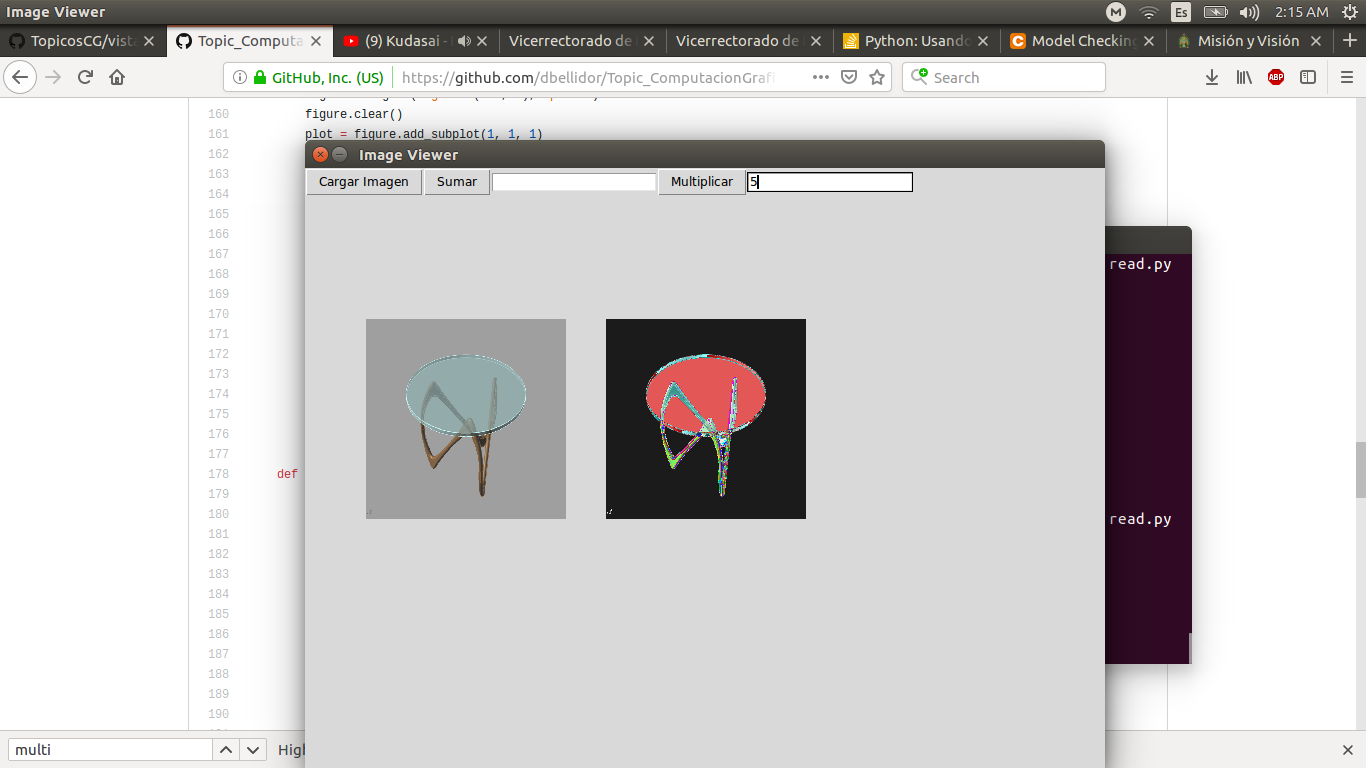 Image Viewer
Es
2:15 AM
TopicosCG/vist
Topic_Computa
(9) Kudasai -
Vicerrectorado de
Vicerrectorado de
Python: Usando
Model Checking
Misión y Visión
GitHub, Inc. (US)
https://github.com/dbellidor/Topic_ComputacionGrafi
Search
ABP
160 figure.clear()
161 plot = figure.add_subplot(1, 1, 1)
162
163
164
165
166
167
168
169
170
171
172
173
174
175
176
177
178 def
179
180
181
182
183
184
185
186
187
188
189
190
Image Viewer
Cargar Imagen
Sumar
Multiplicar
5
read.py
read.py
multi
High